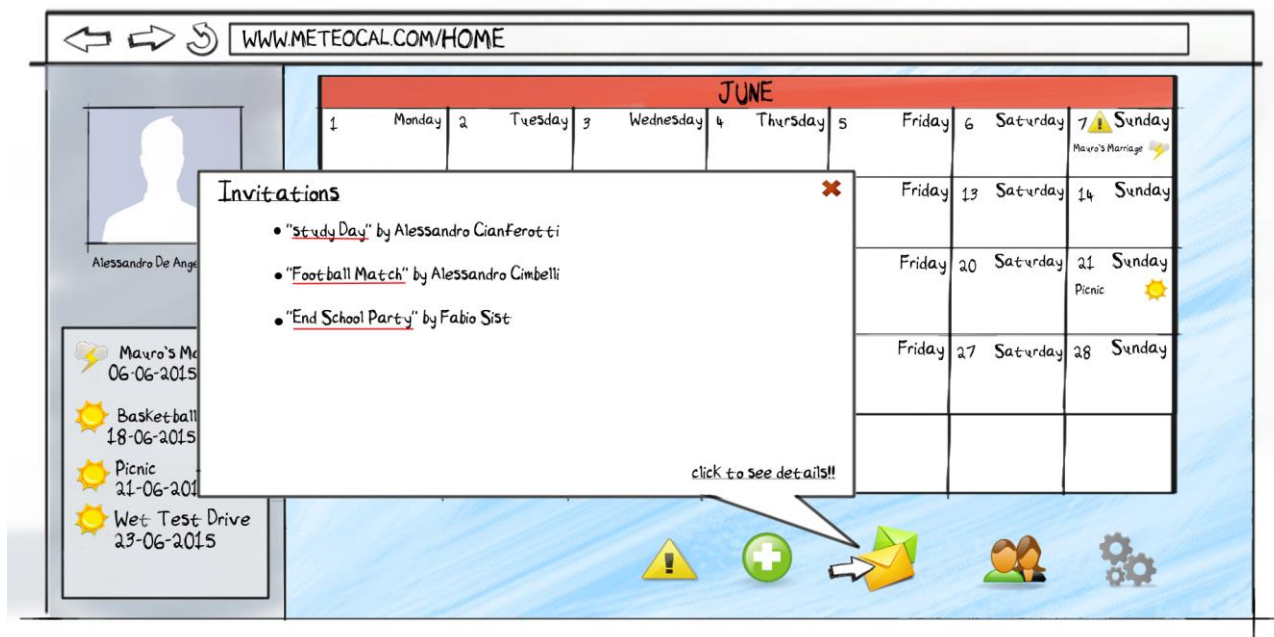 WWW.METEOCAL.COM/HOME
JUNE
1 Monday 2 Tuesday 3 Wednesday 4 Thursday 5 Friday 6 Saturday 7 Sunday
Mauro's Marriage
Friday 13 Saturday 14 Sunday
Friday 20 Saturday 21 Sunday
Picnic
Friday 27 Saturday 28 Sunday
Invitations
"study Day" by Alessandro Cianferotti
"Football Match" by Alessandro Cimbelli
"End School Party" by Fabio Sist
click to see details!!
Alessandro De Ange
Mauro's Ma
06-06-2015
Basketball
18-06-2015
Picnic
21-06-201
Wet Test Drive
23-06-2015